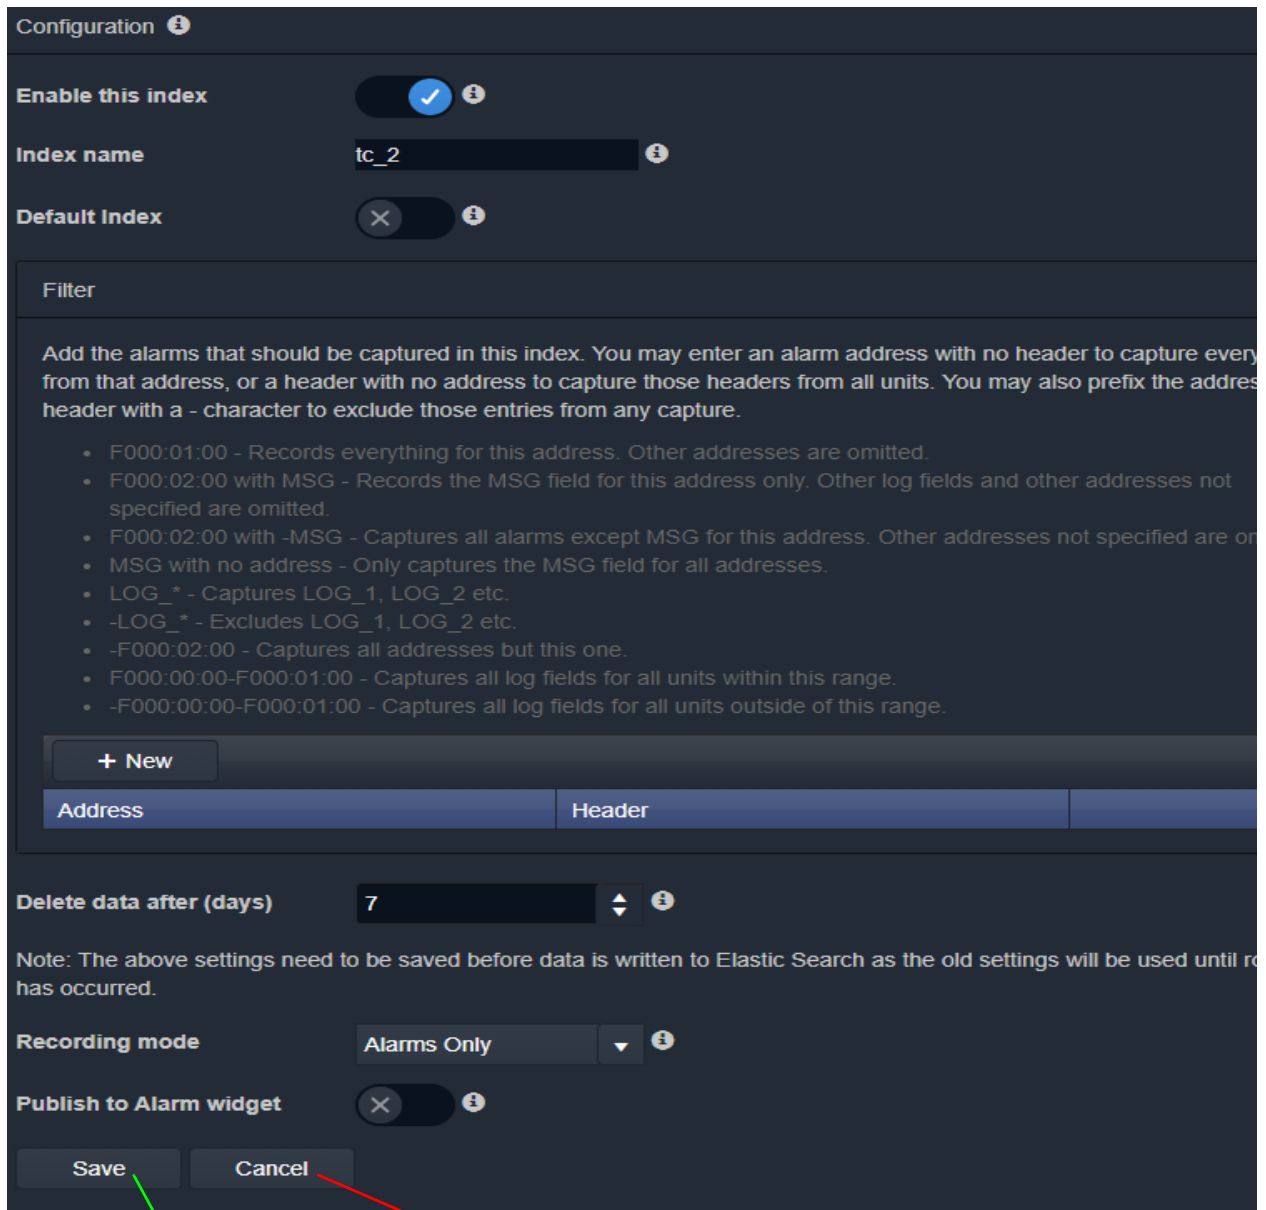 Configuration
Enable this index
Index name tc_2
Default Index
Filter
Add the alarms that should be captured in this index. You may enter an alarm address with no header to capture every
from that address, or a header with no address to capture those headers from all units. You may also prefix the addres
header with a - character to exclude those entries from any capture.
• F000:01:00 - Records everything for this address. Other addresses are omitted.
• F000:02:00 with MSG - Records the MSG field for this address only. Other log fields and other addresses not
specified are omitted.
• F000:02:00 with -MSG - Captures all alarms except MSG for this address. Other addresses not specified are
• MSG with no address - Only captures the MSG field for all addresses.
• LOG_* - Captures LOG_1, LOG_2 etc.
• -LOG_* - Excludes LOG_1, LOG_2 etc.
• -F000:02:00 - Captures all addresses but this one.
• F000:00:00-F000:01:00 - Captures all log fields for all units within this range.
• -F000:00:00-F000:01:00 - Captures all log fields for all units outside of this range.
+ New
Address Header
Delete data after (days) 7
Note: The above settings need to be saved before data is written to Elastic Search as the old settings will be used until
has occurred.
Recording mode Alarms Only
Publish to Alarm widget
Save Cancel